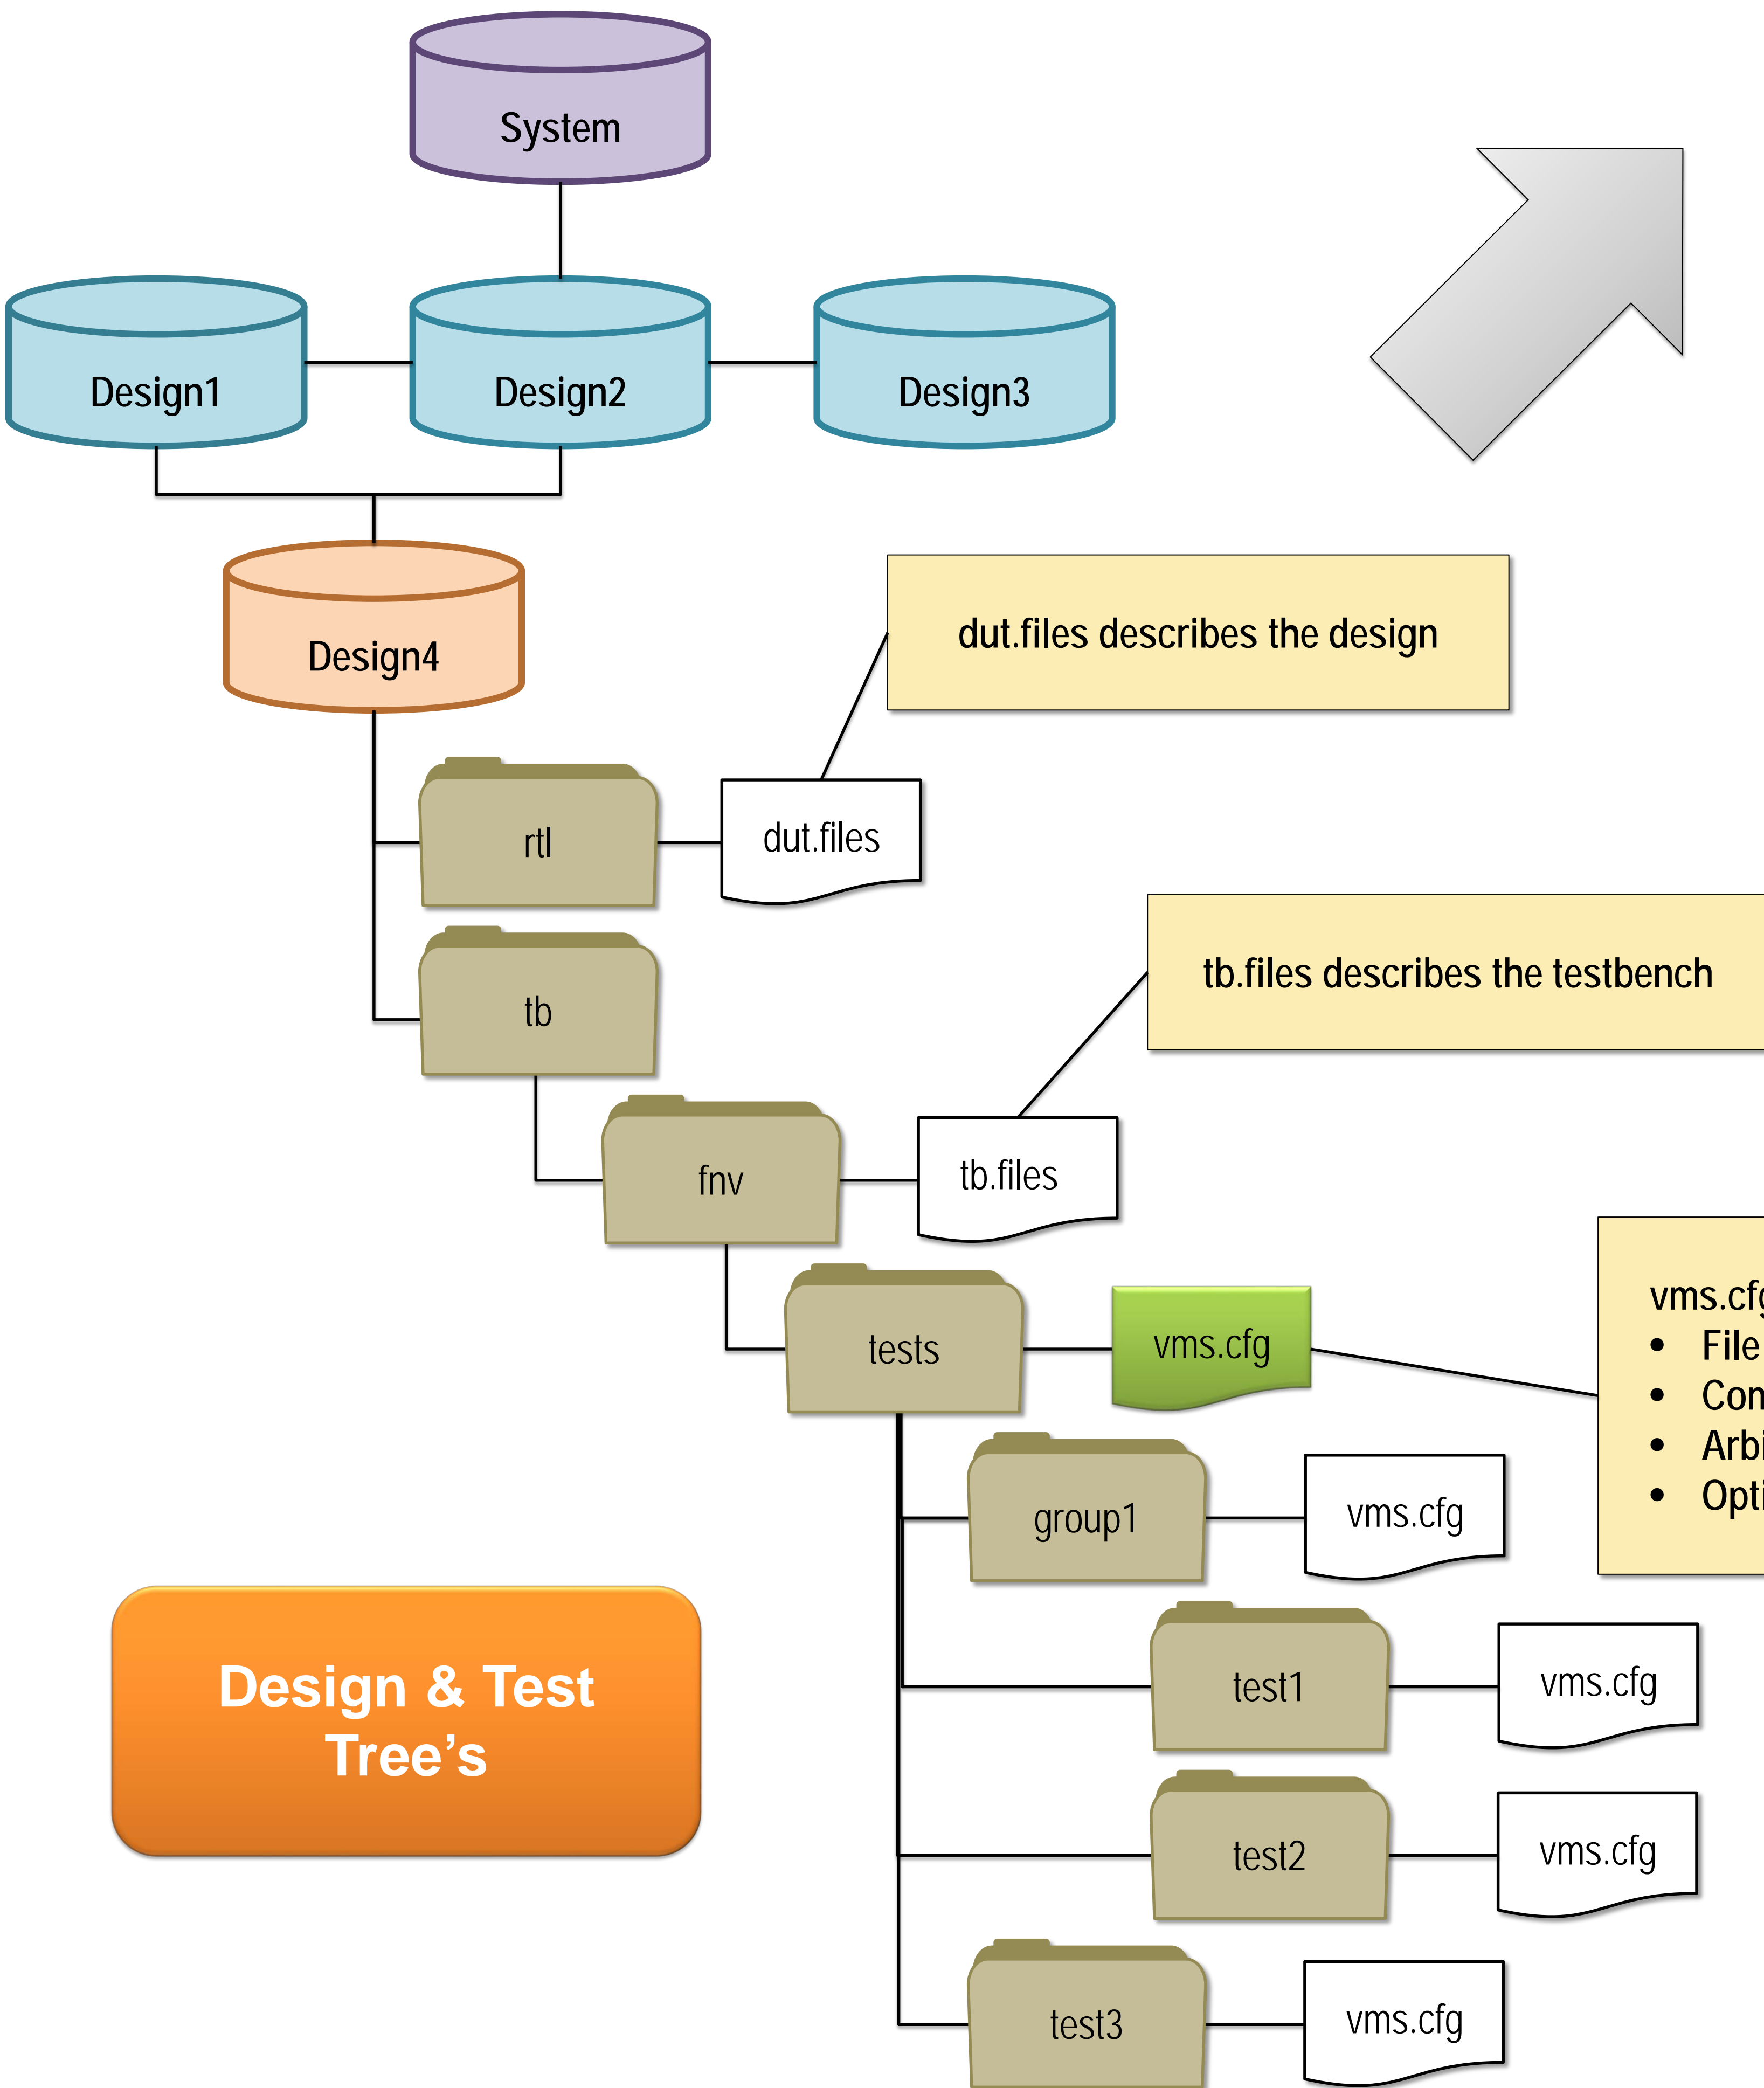 System
Design1
Design2
Design3
Design4
dut.files describes the design
rtl
dut.files
tb
tb.files describes the testbench
fnv
tb.files
tests
vms.cfg
• File
group1
vms.cfg
test1
vms.cfg
Design & Test
Tree’s
test2
vms.cfg
test3
vms.cfg